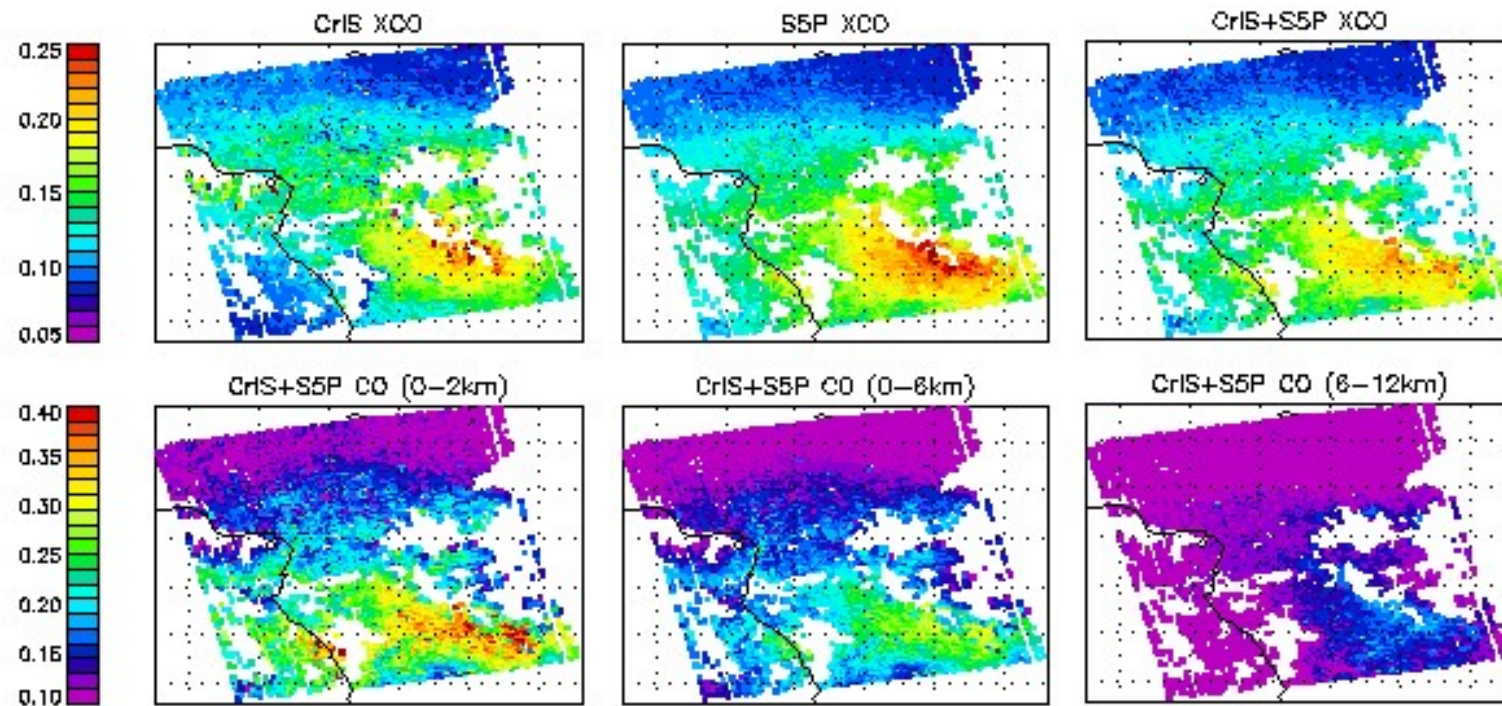 CrIS XCO
S5P XCO
CrIS+S5P XCO
0.25
0.20
0.15
0.10
0.05
CrIS+S5P CO (0-2km)
CrIS+S5P CO (0-6km)
CrIS+S5P CO (6-12km)
0.40
0.35
0.30
0.25
0.20
0.15
0.10